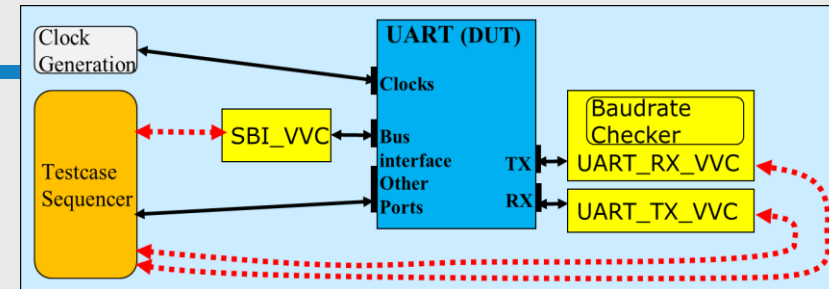 Clock
Generation
Testcase
Sequencer
SBI_VVC
UART (DUT)
Clocks
Bus
interface
Other
Ports
TX
RX
Baudrate
Checker
UART_RX_VVC
UART_TX_VVC